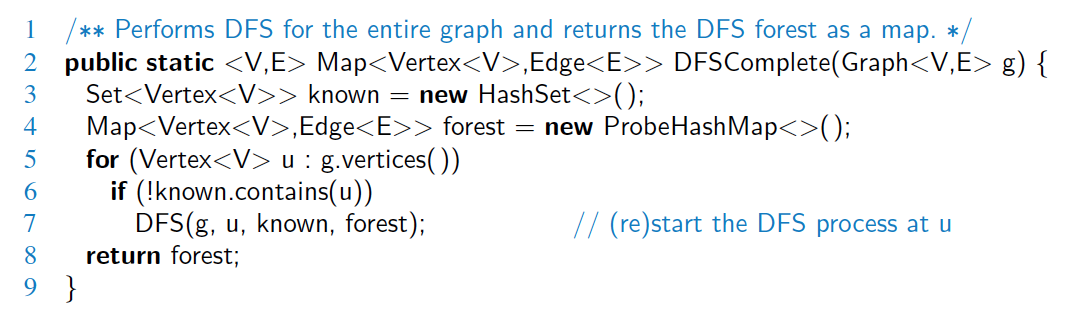 1 /** Performs DFS for the entire graph and returns the DFS forest as a map. */
2 public static <V,E> Map<Vertex<V>,Edge<E>> DFSComplete(Graph<V,E> g) {
3 Set<Vertex<V>> known = new HashSet<>();
4 Map<Vertex<V>,Edge<E>> forest = new ProbeHashMap<>();
5 for (Vertex<V> u : g.vertices())
6 if (!known.contains(u))
7 DFS(g, u, known, forest); // (re)start the DFS process at u
8 return forest;
9 }